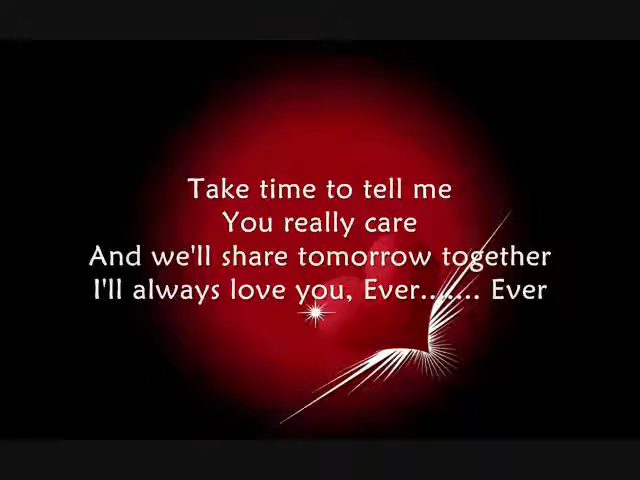 Take time to tell me
You really care
And we'll share tomorrow together
I'll always love you, Ever....... Ever